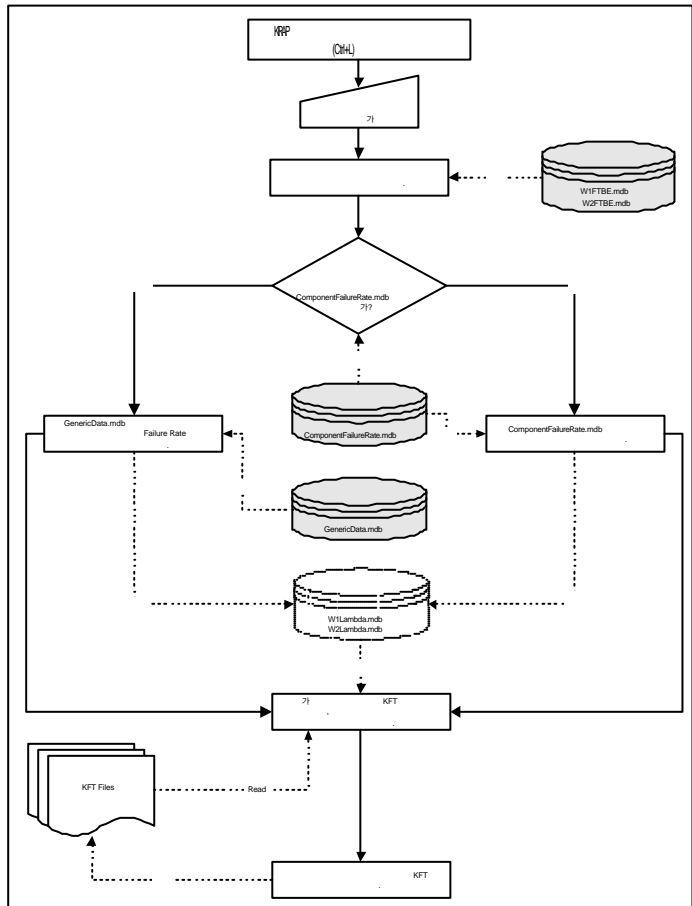 KIRAP
(Ctrl+L)
가
.
W1FTBE.mdb
W2FTBE.mdb
ComponentFailureRate.mdb
가?
GenericData.mdb
Failure Rate
.
ComponentFailureRate.mdb
ComponentFailureRate.mdb
.
GenericData.mdb
W1Lambda.mdb
W2Lambda.mdb
가 KFT
. .
KFT Files
Read
KFT
.